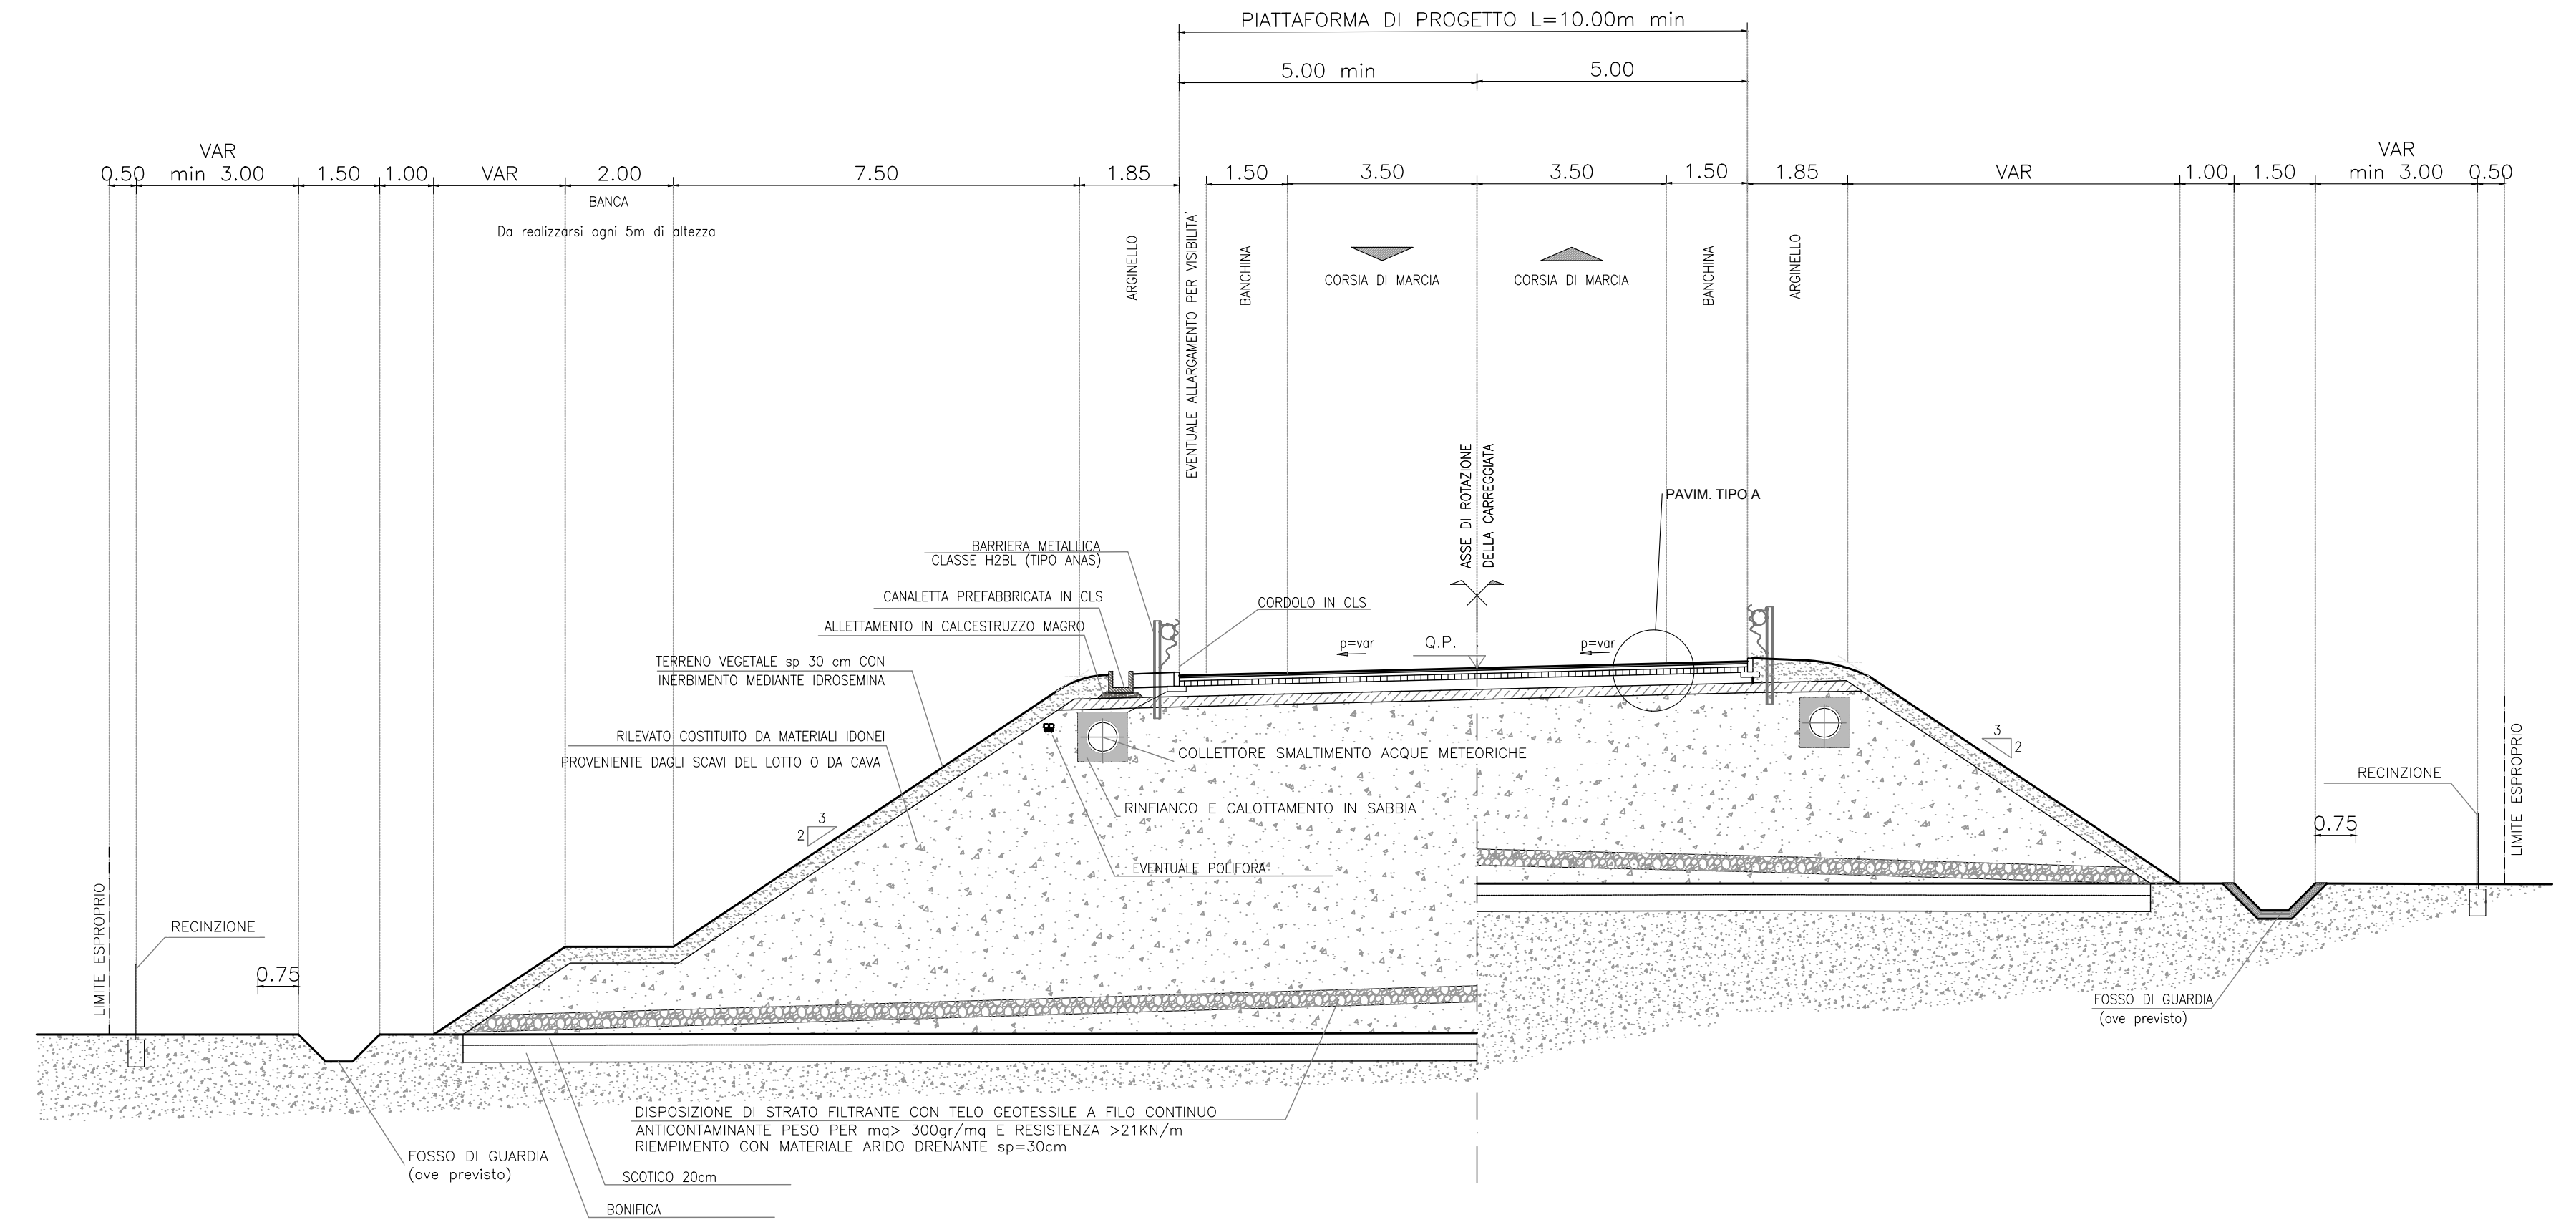 PIATTAFORMA DI PROGETTO L=10.00m min
5.00 min
5.00
VAR
VAR
0.50
min 3.00
1.50
1.00
VAR
2.00
7.50
1.85
1.50
3.50
3.50
1.50
1.85
VAR
1.00
1.50
min 3.00
0.50
BANCA
Da realizzarsi ogni 5m di altezza
ARGINELLO
EVENTUALE ALLARGAMENTO PER VISIBILITA'
BANCHINA
CORSIA DI MARCIA
CORSIA DI MARCIA
BANCHINA
ARGINELLO
ASSE DI ROTAZIONE
DELLA CARREGGIATA
PAVIM. TIPO A
BARRIERA METALLICA
CLASSE H2BL (TIPO ANAS)
CANALETTA PREFABBRICATA IN CLS
CORDOLO IN CLS
ALLETTAMENTO IN CALCESTRUZZO MAGRO
p=var
Q.P.
p=var
TERRENO VEGETALE sp 30 cm CON
INERBIMENTO MEDIANTE IDROSEMINA
RILEVATO COSTITUITO DA MATERIALI IDONEI
PROVENIENTE DAGLI SCAVI DEL LOTTO O DA CAVA
COLLETTORE SMALTIMENTO ACQUE METEORICHE
3
2
RECINZIONE
LIMITE ESPROPRIO
RINFIANCO E CALOTTAMENTO IN SABBIA
3
2
0.75
EVENTUALE POLIFORA
LIMITE ESPROPRIO
RECINZIONE
0.75
FOSSO DI GUARDIA
(ove previsto)
DISPOSIZIONE DI STRATO FILTRANTE CON TELO GEOTESSILE A FILO CONTINUO
ANTICONTAMINANTE PESO PER mq> 300gr/mq E RESISTENZA >21KN/m
RIEMPIMENTO CON MATERIALE ARIDO DRENANTE sp=30cm
FOSSO DI GUARDIA
(ove previsto)
SCOTICO 20cm
BONIFICA